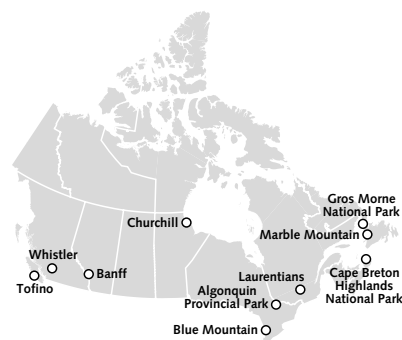 Gros Morne
National Park
Churchill
Marble Mountain
Whistler
Banff
Laurentians
Cape Breton
Highlands
National Park
Tofino
Algonquin
Provincial Park
Blue Mountain